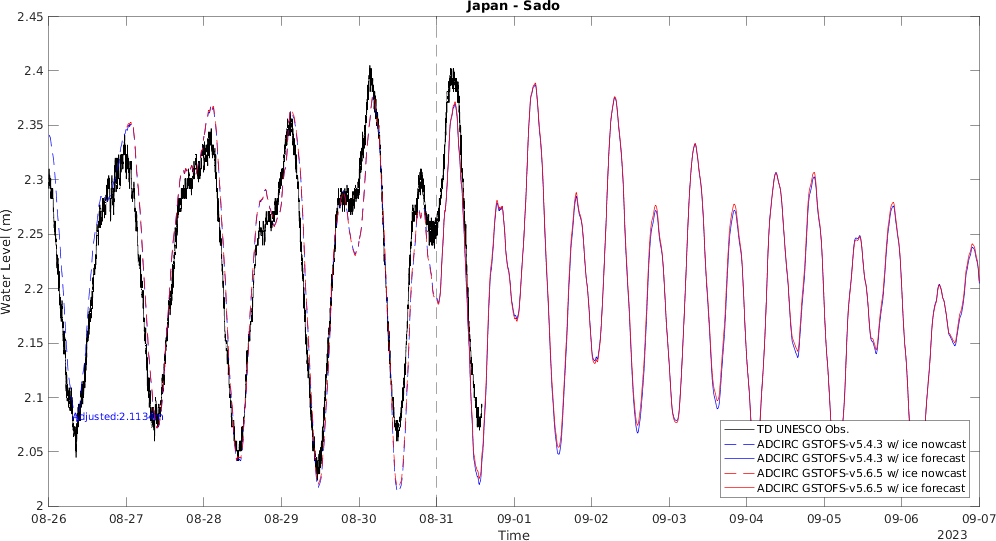 Japan - Sado
2.45
2.4
2.35
2.3
2.25
2.2
2.15
2.1
2.05
2
Water Level (m)
Adjusted:2.113
TD UNESCO Obs.
ADCIRC GSTOFS-v5.4.3 w/ ice nowcast
ADCIRC GSTOFS-v5.4.3 w/ ice forecast
ADCIRC GSTOFS-v5.6.5 w/ ice nowcast
ADCIRC GSTOFS-v5.6.5 w/ ice forecast
08-26 08-27 08-28 08-29 08-30 08-31 09-01 09-02 09-03 09-04 09-05 09-06 09-07
Time
2023